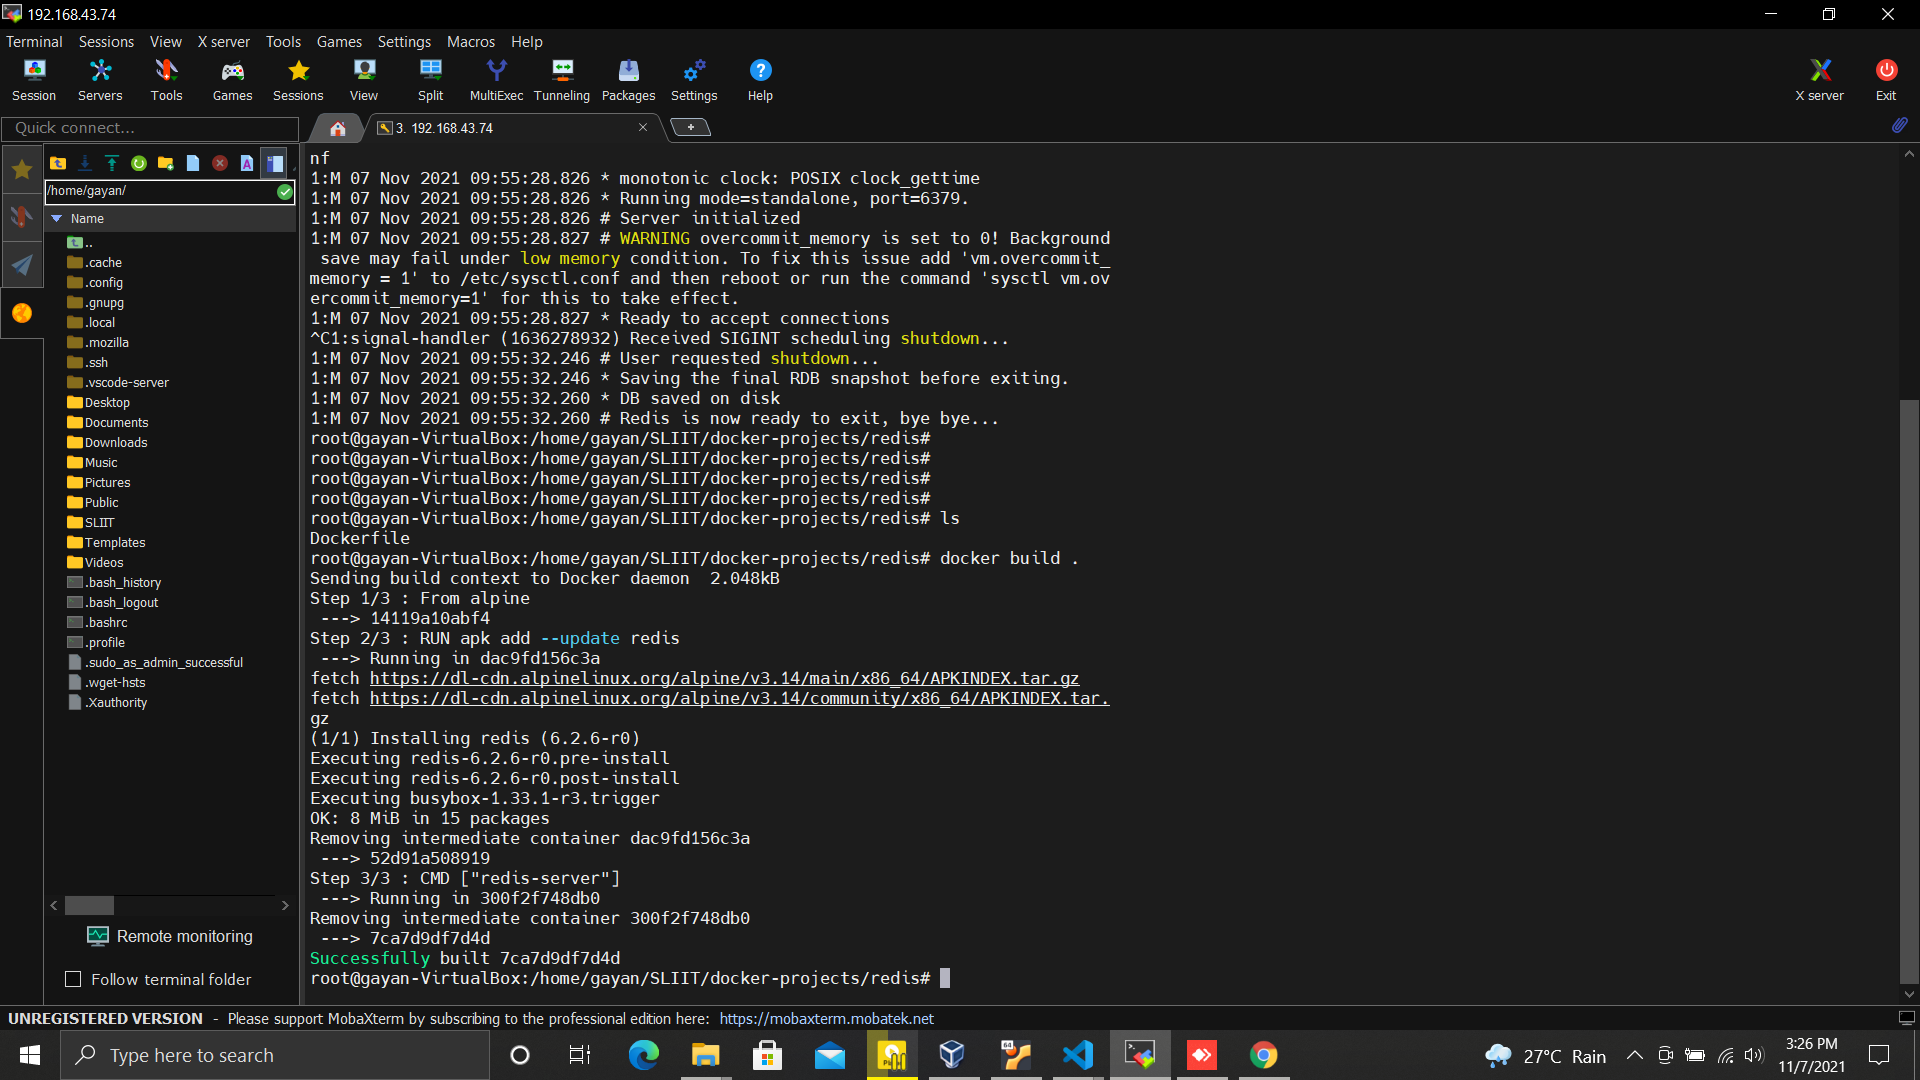 192.168.43.74
Terminal Sessions View X server Tools Games Settings Macros Help
Session Servers Tools Games Sessions View Split MultiExec Tunneling Packages Settings Help X server Exit
Quick connect...
3. 192.168.43.74
/home/gayan/
Name
..
.cache
.config
.gnupg
.local
.mozilla
.ssh
.vscode-server
Desktop
Documents
Downloads
Music
Pictures
Public
SLIIT
Templates
Videos
.bash_history
.bash_logout
.bashrc
.profile
.sudo_as_admin_successful
.wget-hsts
.Xauthority
Remote monitoring
Follow terminal folder
nf
1:M 07 Nov 2021 09:55:28.826 * monotonic clock: POSIX clock_gettime
1:M 07 Nov 2021 09:55:28.826 * Running mode=standalone, port=6379.
1:M 07 Nov 2021 09:55:28.826 # Server initialized
1:M 07 Nov 2021 09:55:28.827 # WARNING overcommit_memory is set to 0! Background
save may fail under low memory condition. To fix this issue add 'vm.overcommit_
memory = 1' to /etc/sysctl.conf and then reboot or run the command 'sysctl vm.ov
ercommit_memory=1' for this to take effect.
1:M 07 Nov 2021 09:55:28.827 * Ready to accept connections
^C1:signal-handler (1636278932) Received SIGINT scheduling shutdown...
1:M 07 Nov 2021 09:55:32.246 # User requested shutdown...
1:M 07 Nov 2021 09:55:32.246 * Saving the final RDB snapshot before exiting.
1:M 07 Nov 2021 09:55:32.260 * DB saved on disk
1:M 07 Nov 2021 09:55:32.260 # Redis is now ready to exit, bye bye...
root@gayan-VirtualBox:/home/gayan/SLIIT/docker-projects/redis#
root@gayan-VirtualBox:/home/gayan/SLIIT/docker-projects/redis#
root@gayan-VirtualBox:/home/gayan/SLIIT/docker-projects/redis#
root@gayan-VirtualBox:/home/gayan/SLIIT/docker-projects/redis#
root@gayan-VirtualBox:/home/gayan/SLIIT/docker-projects/redis# ls
Dockerfile
root@gayan-VirtualBox:/home/gayan/SLIIT/docker-projects/redis# docker build .
Sending build context to Docker daemon  2.048kB
Step 1/3 : From alpine
---> 14119a10abf4
Step 2/3 : RUN apk add --update redis
---> Running in dac9fd156c3a
fetch https://dl-cdn.alpinelinux.org/alpine/v3.14/main/x86_64/APKINDEX.tar.gz
fetch https://dl-cdn.alpinelinux.org/alpine/v3.14/community/x86_64/APKINDEX.tar.
gz
(1/1) Installing redis (6.2.6-r0)
Executing redis-6.2.6-r0.pre-install
Executing redis-6.2.6-r0.post-install
Executing busybox-1.33.1-r3.trigger
OK: 8 MiB in 15 packages
Removing intermediate container dac9fd156c3a
---> 52d91a508919
Step 3/3 : CMD ["redis-server"]
---> Running in 300f2f748db0
Removing intermediate container 300f2f748db0
---> 7ca7d9df7d4d
Successfully built 7ca7d9df7d4d
root@gayan-VirtualBox:/home/gayan/SLIIT/docker-projects/redis#
UNREGISTERED VERSION - Please support MobaXterm by subscribing to the professional edition here: https://mobaxterm.mobatek.net
Type here to search
27°C Rain
3:26 PM
11/7/2021